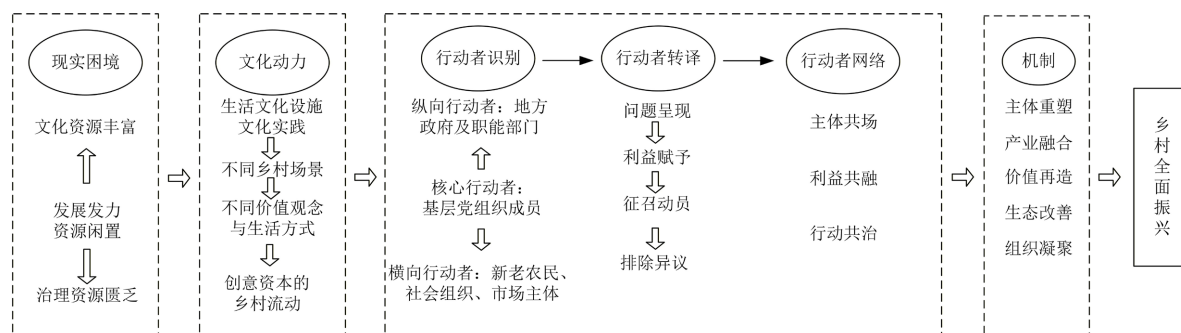 现实困境
文化资源丰富
发展发力
资源闲置
治理资源匮乏
文化动力
生活文化设施
文化实践
不同乡村场景
不同价值观念
与生活方式
创意资本的
乡村流动
行动者识别
纵向行动者：地方
政府及职能部门
核心行动者：
基层党组织成员
横向行动者：新老农民、
社会组织、市场主体
行动者转译
问题呈现
利益赋予
征召动员
排除异议
行动者网络
主体共场
利益共融
行动共治
机制
主体重塑
产业融合
价值再造
生态改善
组织凝聚
乡村全面振兴